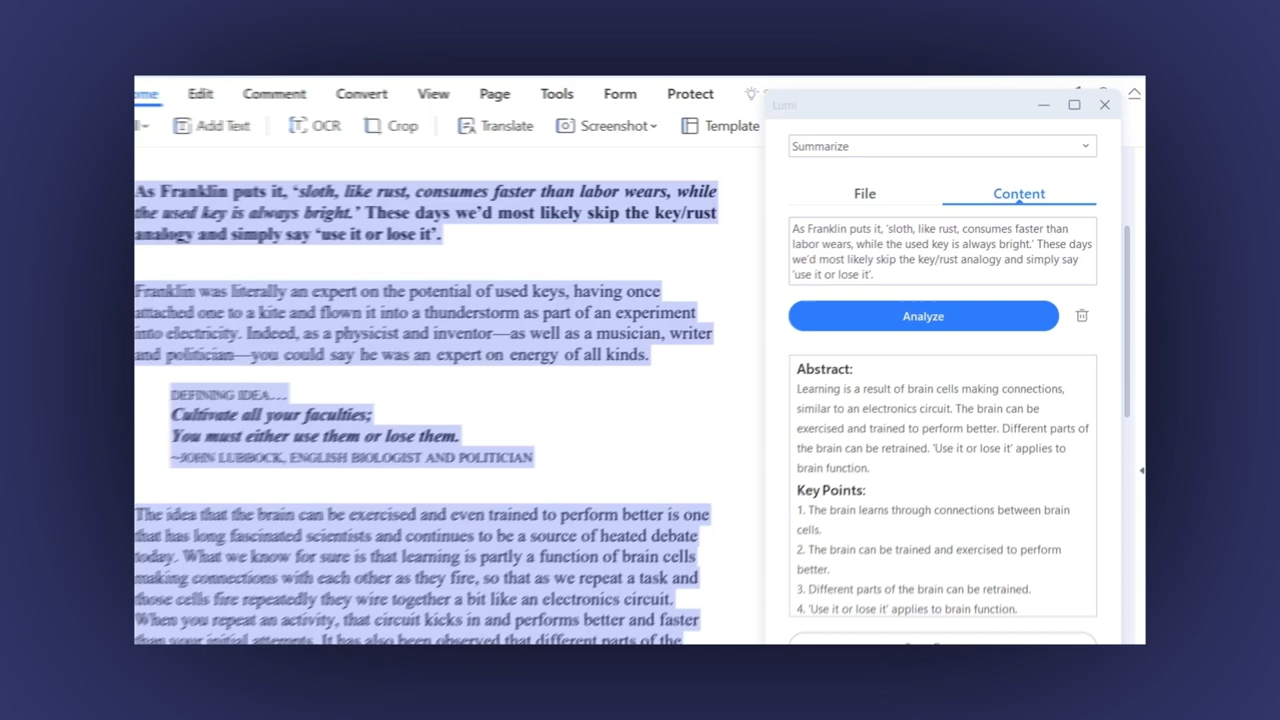 Edit Comment Convert View Page Tools Form Protect
Add Text OCR Crop Translate Screenshot Template
As Franklin puts it, ‘sloth, like rust, consumes faster than labor wears, while
the used key is always bright.’ These days we’d most likely skip the key/rust
analogy and simply say ‘use it or lose it’.
Franklin was literally an expert on the potential of used keys, having once
attached one to a kite and flown it into a thunderstorm as part of an experiment
into electricity. Indeed, as a physicist and inventor—as well as a musician, writer
and politician—you could say he was an expert on energy of all kinds.
DEFINING IDEA…
Cultivate all your faculties;
You must either use them or lose them.
~JOHN LUBBOCK, ENGLISH BIOLOGIST AND POLITICIAN
The idea that the brain can be exercised and even trained to perform better is one
that has long fascinated scientists and continues to be a source of heated debate
today. What we know for sure is that learning is partly a function of brain cells
making connections with each other as they fire, so that as we repeat a task and
those cells fire repeatedly they wire together a bit like an electronics circuit.
When you repeat an activity, that circuit kicks in and performs better and faster
than your initial attempts. It has also been observed that different parts of the
Lumi
Summarize
File Content
As Franklin puts it, 'sloth, like rust, consumes faster than
labor wears, while the used key is always bright.' These days
we'd most likely skip the key/rust analogy and simply say
'use it or lose it'.
Analyze
Abstract:
Learning is a result of brain cells making connections,
similar to an electronics circuit. The brain can be
exercised and trained to perform better. Different parts of
the brain can be retrained. 'Use it or lose it' applies to
brain function.
Key Points:
1. The brain learns through connections between brain
cells.
2. The brain can be trained and exercised to perform
better.
3. Different parts of the brain can be retrained.
4. 'Use it or lose it' applies to brain function.